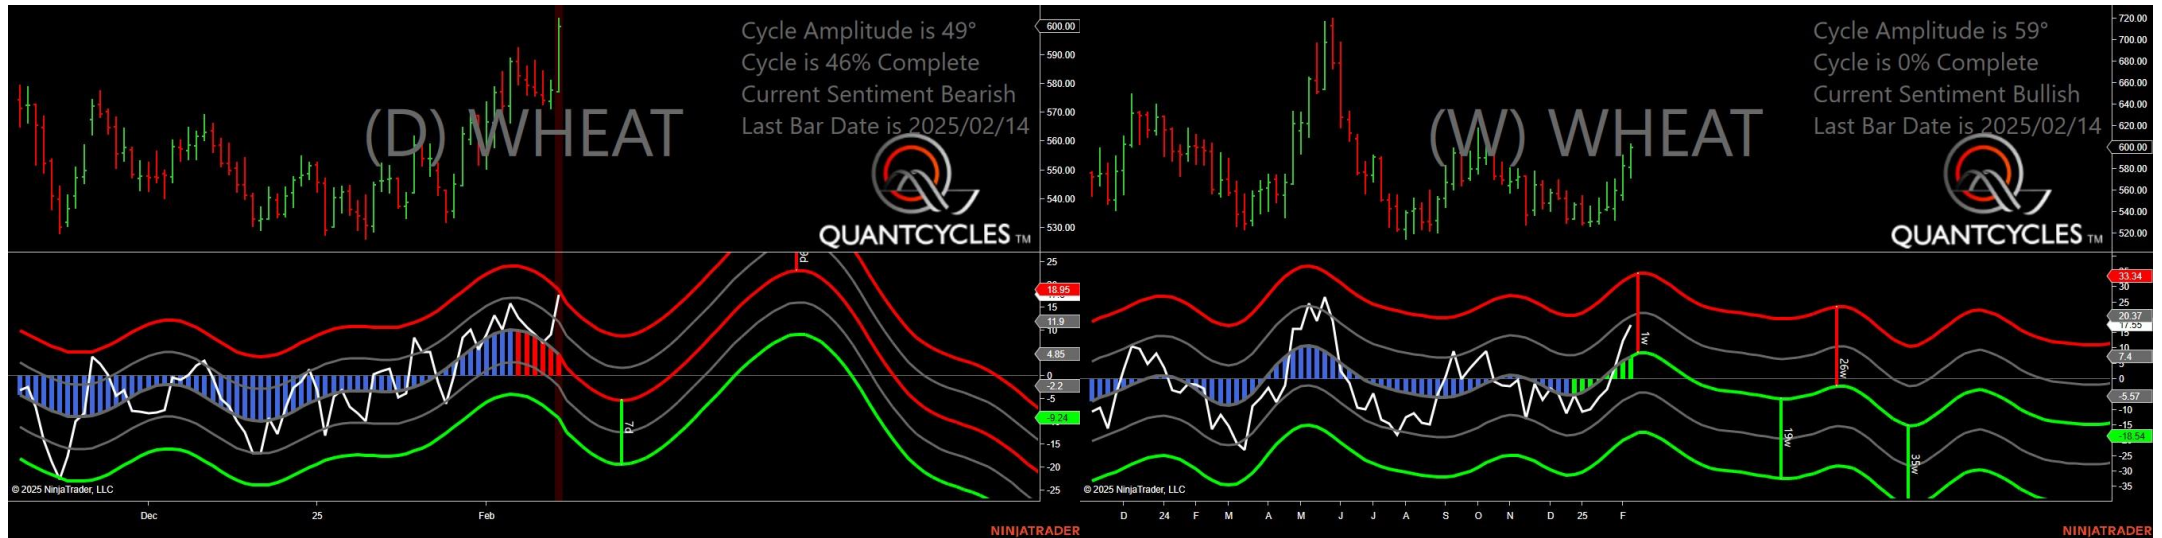 Cycle Amplitude is 49°
Cycle is 46% Complete
Current Sentiment Bearish
Last Bar Date is 2025/02/14
(D) WHEAT
QUANTCYCLES TM
600.00
590.00
580.00
570.00
560.00
550.00
540.00
530.00
9d
7d
25
18.95
15
11.9
10
4.85
0
-2.2
-5
-9.24
-15
-20
-25
© 2025 NinjaTrader, LLC
Dec
25
Feb
NINJATRADER
Cycle Amplitude is 59°
Cycle is 0% Complete
Current Sentiment Bullish
Last Bar Date is 2025/02/14
(W) WHEAT
QUANTCYCLES TM
720.00
700.00
680.00
660.00
640.00
620.00
600.00
580.00
560.00
540.00
520.00
1w
26w
19w
35w
33.34
30
25
20.37
17.55
15
10
7.4
5
0
-5.57
-10
-15
-18.54
-25
-30
-35
© 2025 NinjaTrader, LLC
D
24
F
M
A
M
J
J
A
S
O
N
D
25
F
NINJATRADER